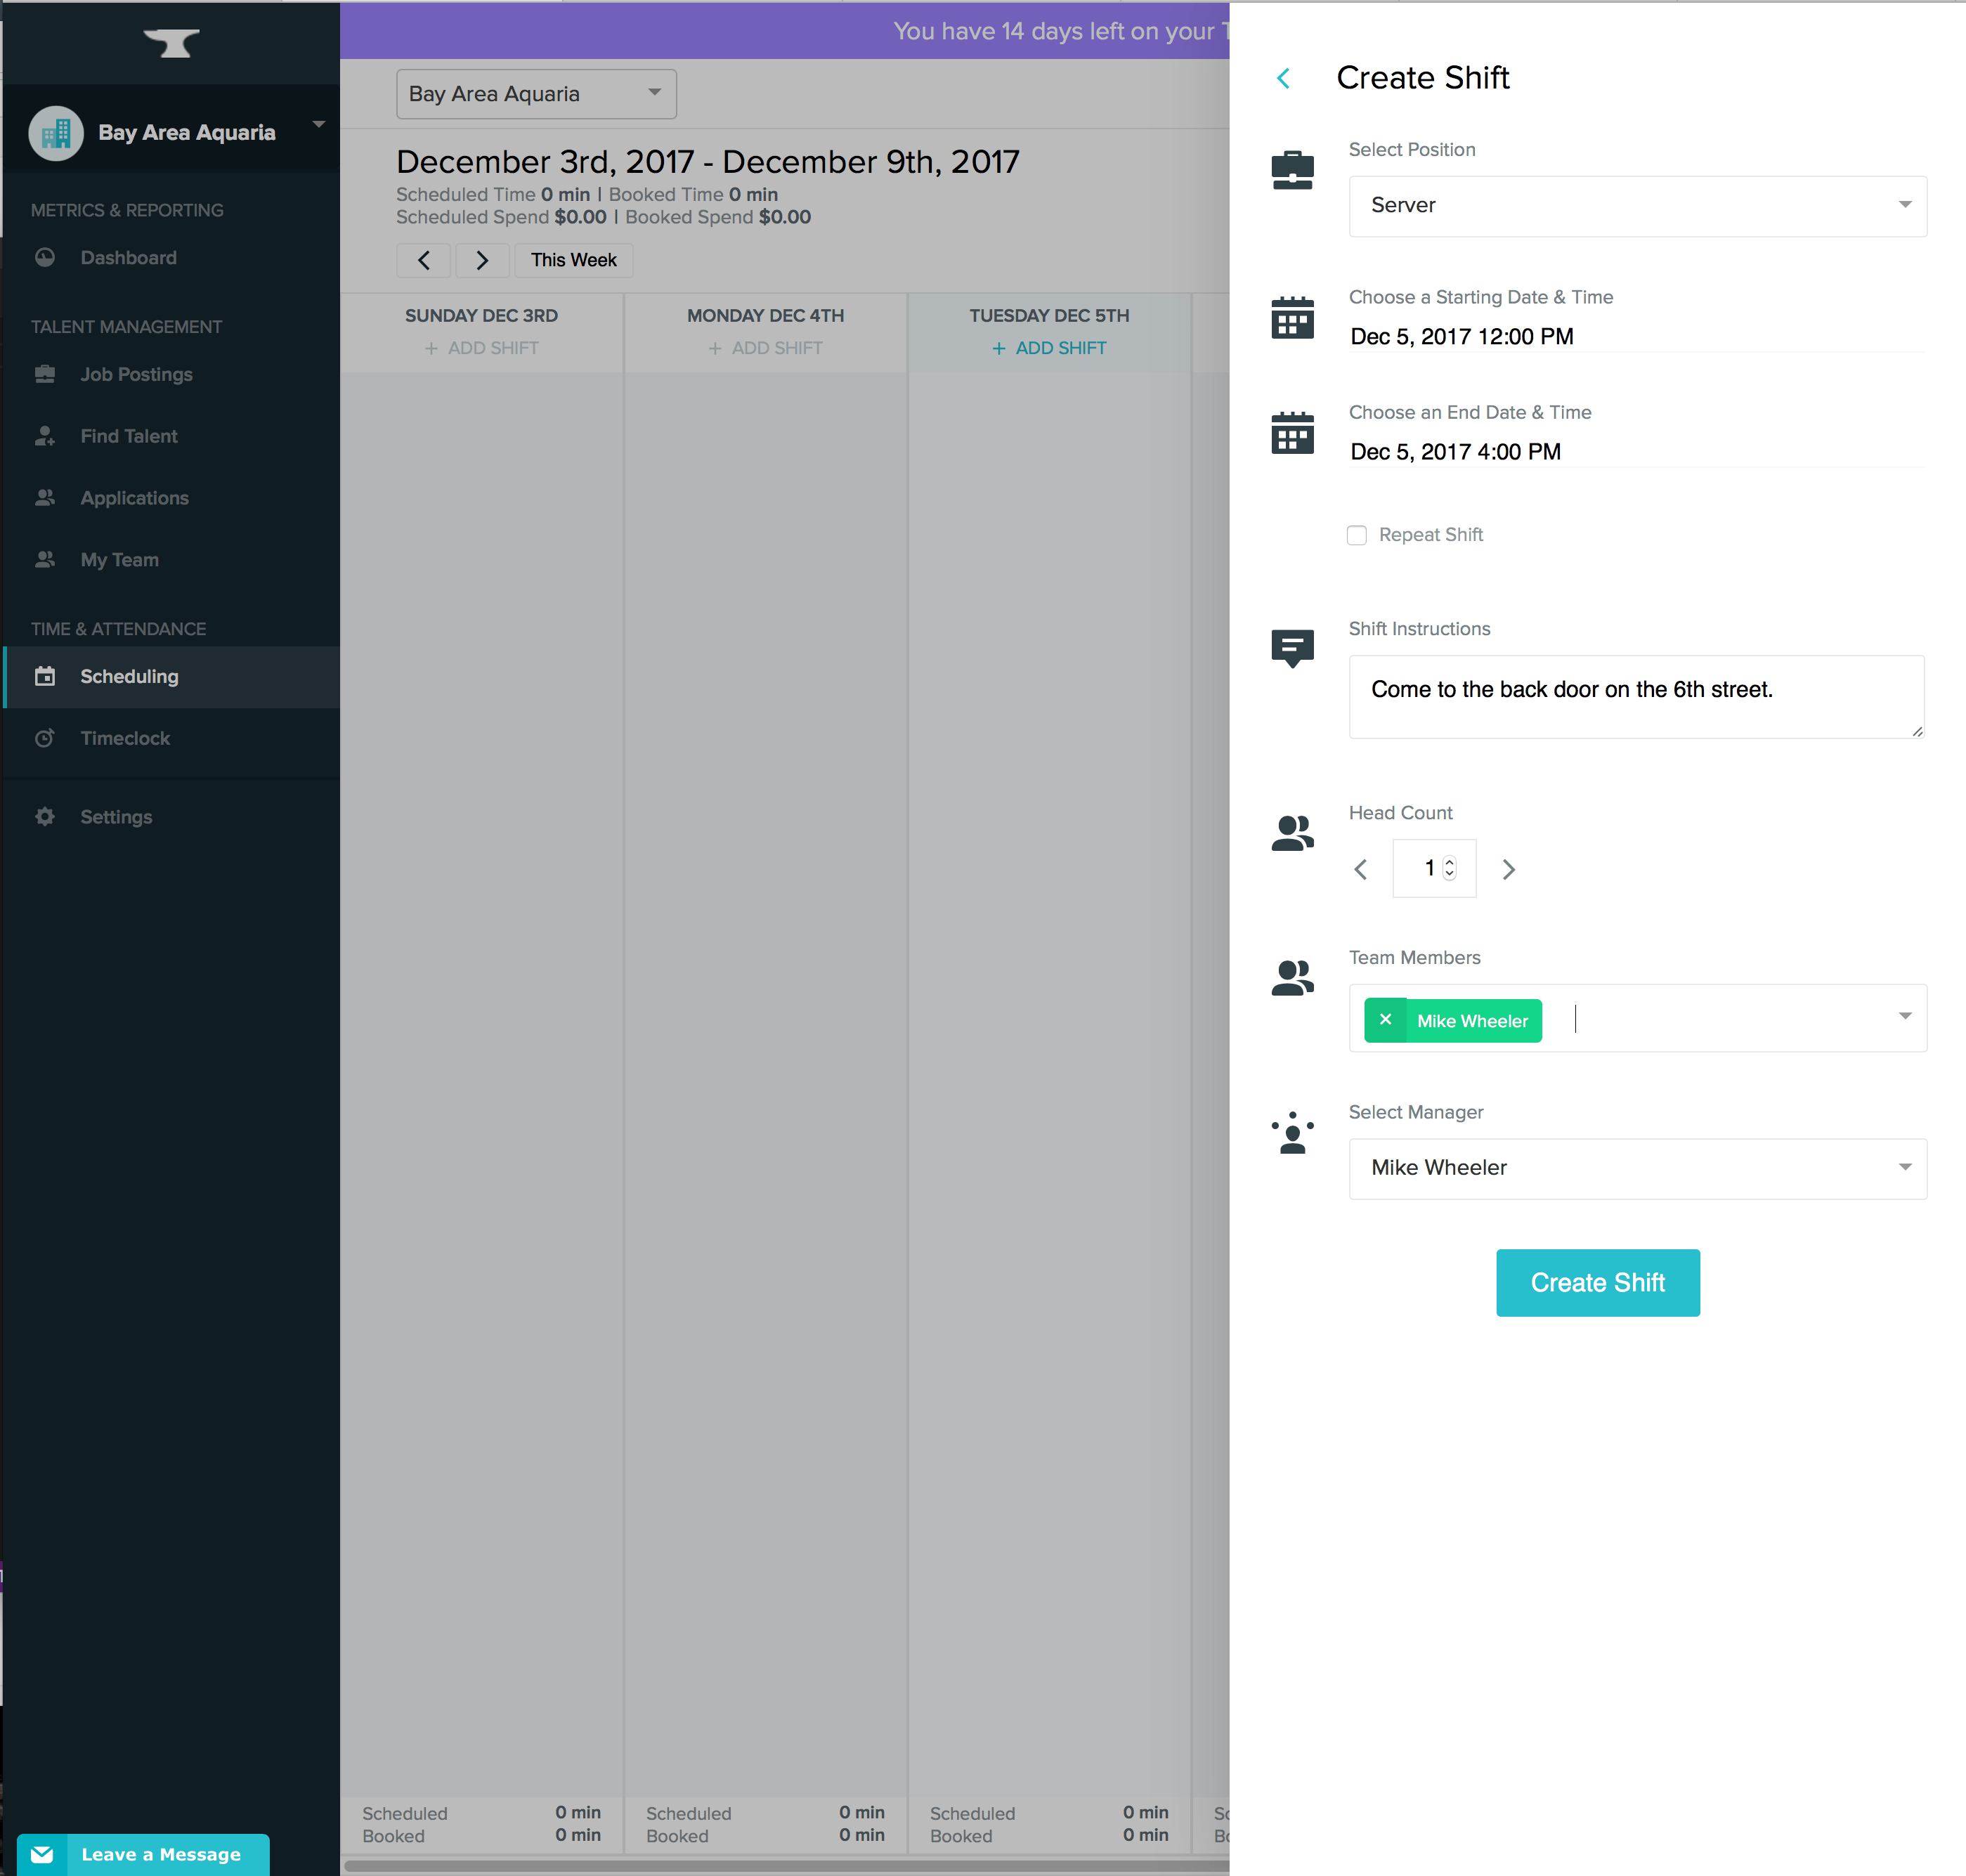 Bay Area Aquaria
METRICS & REPORTING
Dashboard
TALENT MANAGEMENT
Job Postings
Find Talent
Applications
My Team
TIME & ATTENDANCE
Scheduling
Timeclock
Settings
Leave a Message
You have 14 days left on your
Bay Area Aquaria
December 3rd, 2017 - December 9th, 2017
Scheduled Time 0 min | Booked Time 0 min
Scheduled Spend $0.00 | Booked Spend $0.00
This Week
SUNDAY DEC 3RD
+ ADD SHIFT
MONDAY DEC 4TH
+ ADD SHIFT
TUESDAY DEC 5TH
+ ADD SHIFT
Scheduled 0 min
Booked 0 min
Scheduled 0 min
Booked 0 min
Scheduled 0 min
Booked 0 min
Create Shift
Select Position
Server
Choose a Starting Date & Time
Dec 5, 2017 12:00 PM
Choose an End Date & Time
Dec 5, 2017 4:00 PM
Repeat Shift
Shift Instructions
Come to the back door on the 6th street.
Head Count
1
Team Members
× Mike Wheeler
Select Manager
Mike Wheeler
Create Shift